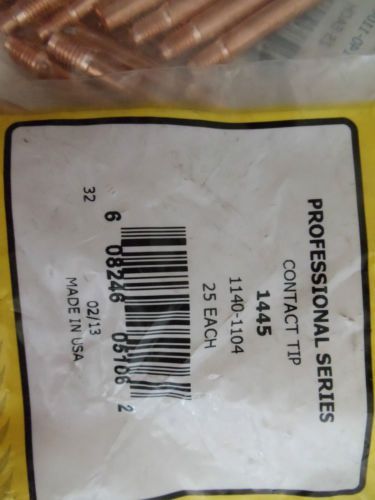 PROFESSIONAL SERIES
CONTACT TIP
1445
1140-1104
25 EACH
6 08246 05106 2
32
02/13
MADE IN USA